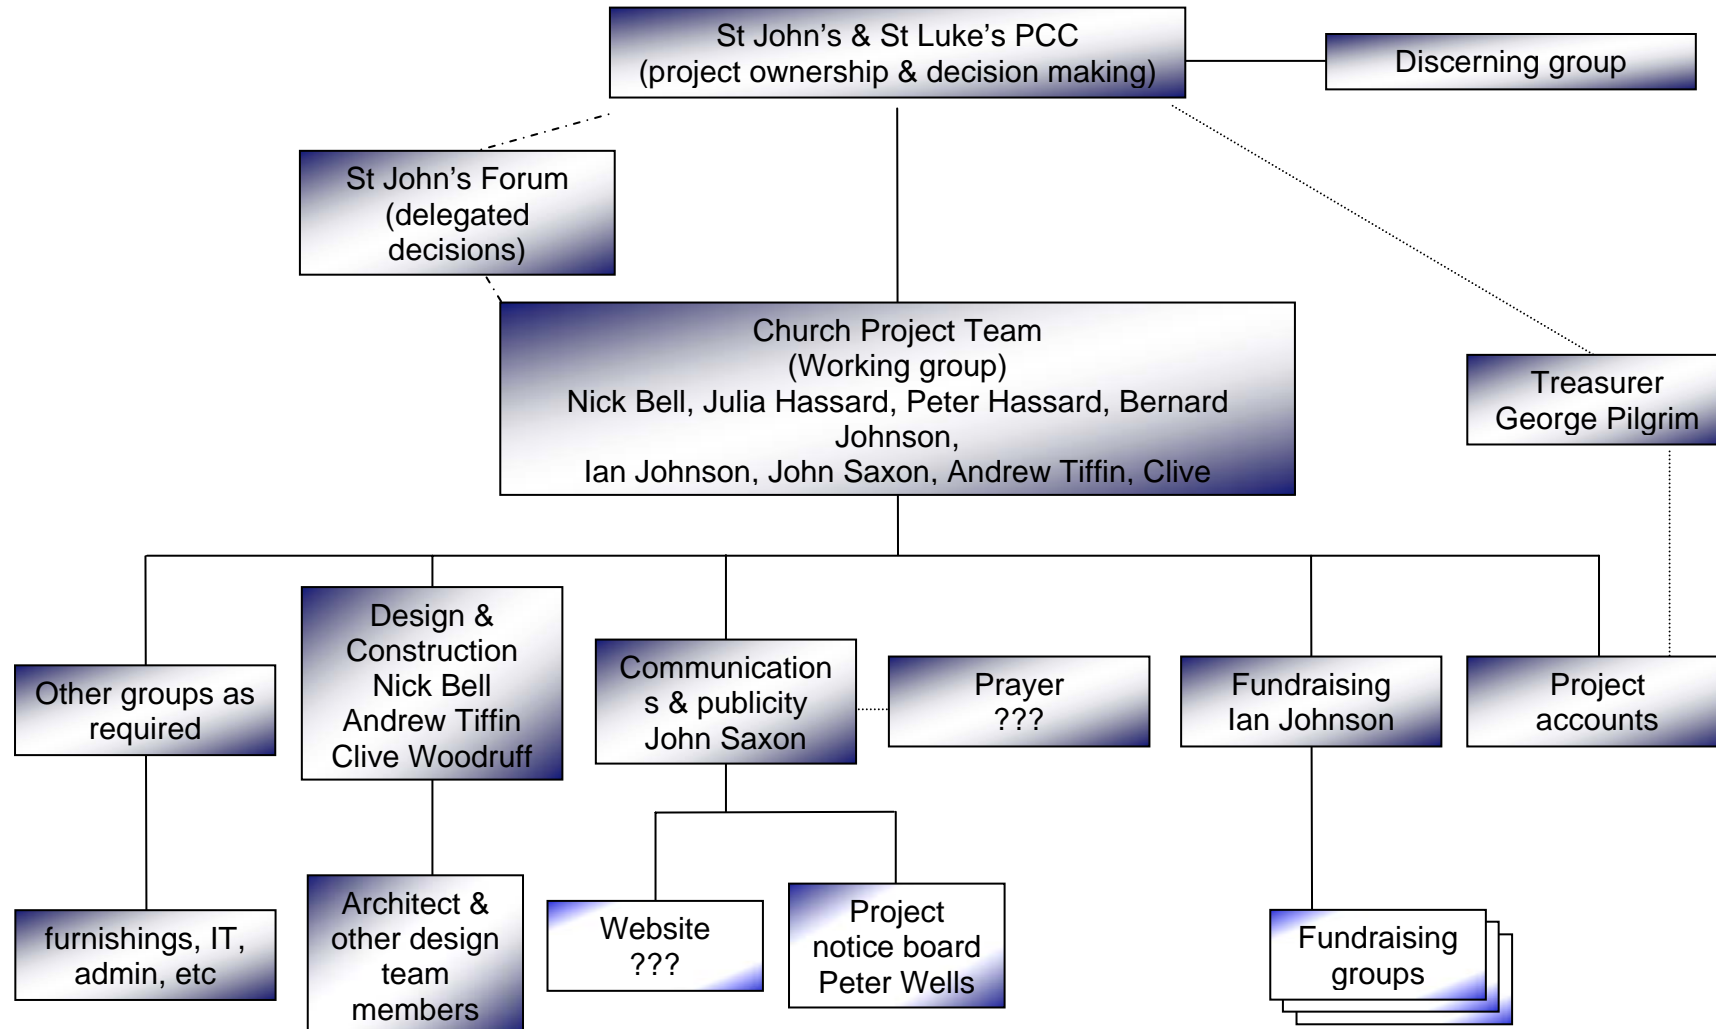 St John’s & St Luke’s PCC
(project ownership & decision making)
Discerning group
St John’s Forum
(delegated
decisions)
Church Project Team
(Working group)
Nick Bell, Julia Hassard, Peter Hassard, Bernard
Johnson,
Ian Johnson, John Saxon, Andrew Tiffin, Clive
Treasurer
George Pilgrim
Other groups as
required
Design &
Construction
Nick Bell
Andrew Tiffin
Clive Woodruff
Communication
s & publicity
John Saxon
Prayer
???
Fundraising
Ian Johnson
Project
accounts
furnishings, IT,
admin, etc
Architect &
other design
team
members
Website
???
Project
notice board
Peter Wells
Fundraising
groups